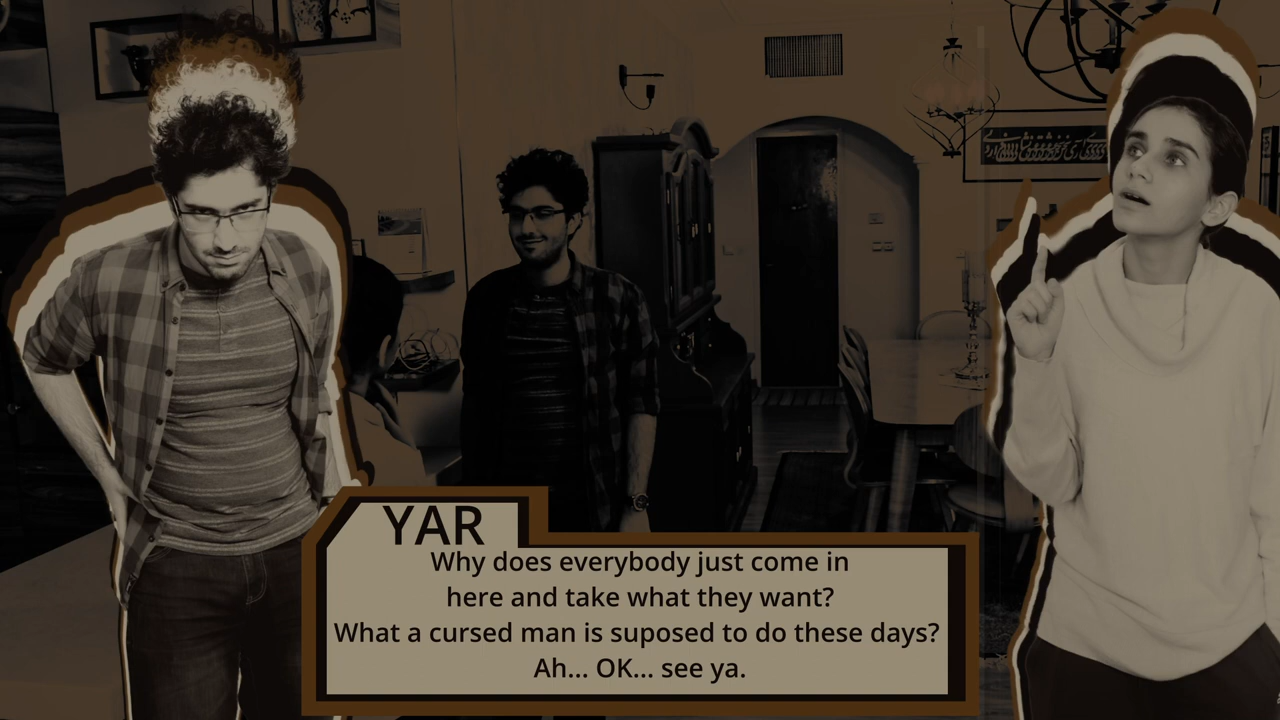 YAR
Why does everybody just come in
here and take what they want?
What a cursed man is suposed to do these days?
Ah... OK... see ya.